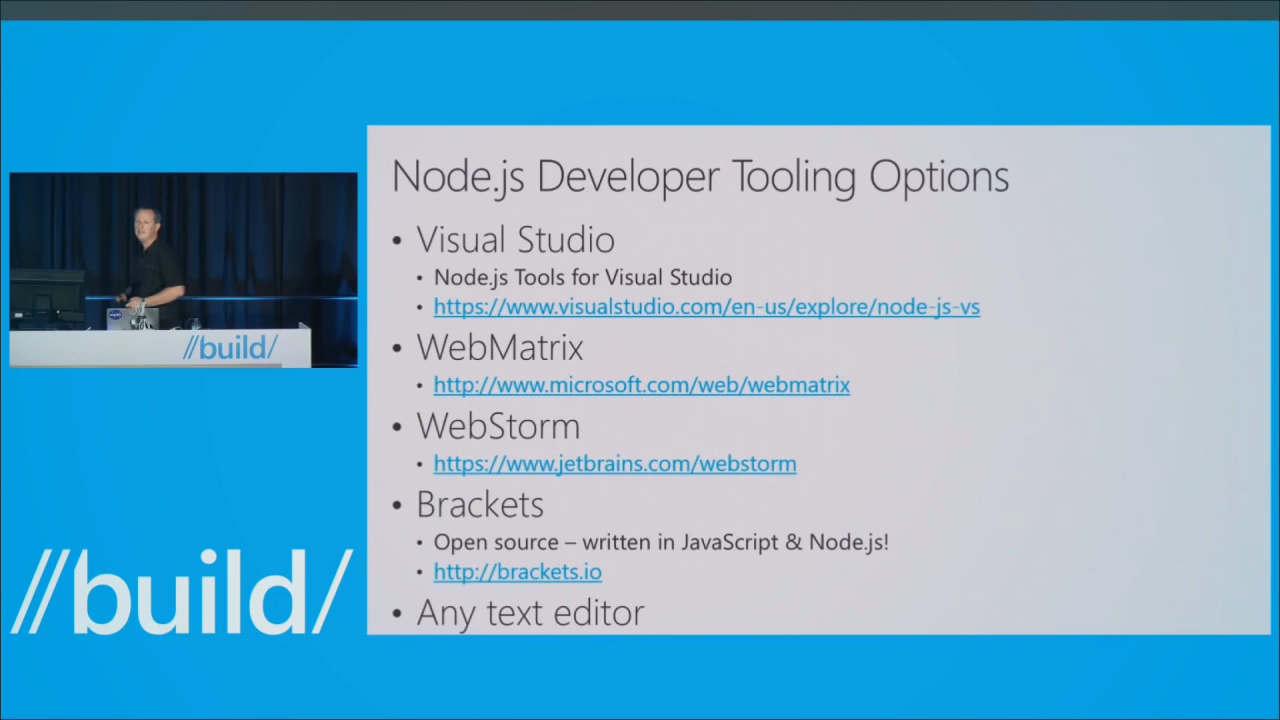 Node.js Developer Tooling Options
• Visual Studio
• Node.js Tools for Visual Studio
• https://www.visualstudio.com/en-us/explore/node-js-vs
• WebMatrix
• http://www.microsoft.com/web/webmatrix
• WebStorm
• https://www.jetbrains.com/webstorm
• Brackets
• Open source – written in JavaScript & Node.js!
• http://brackets.io
• Any text editor
//build/
//build/